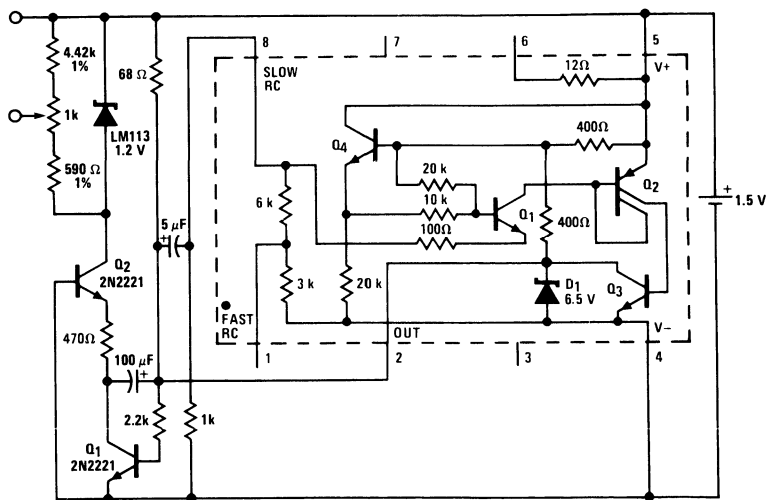 4.42k
1%
1k
590 Ω
1%
LM113
1.2 V
68 Ω
5 μF
+
Q2
2N2221
470Ω
100 μF
+
2.2k
1k
Q1
2N2221
8
7
6
5
SLOW
RC
V+
12Ω
Q4
400Ω
20 k
10 k
100Ω
Q1
Q2
400Ω
6 k
3 k
20 k
D1
6.5 V
Q3
FAST
RC
OUT
V−
1
2
3
4
+
1.5 V